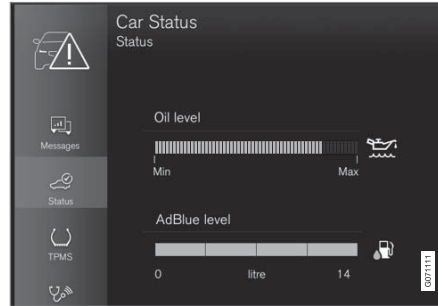 Car Status
Status
Messages
Status
TPMS
Oil level
Min Max
AdBlue level
0 litre 14
G071111